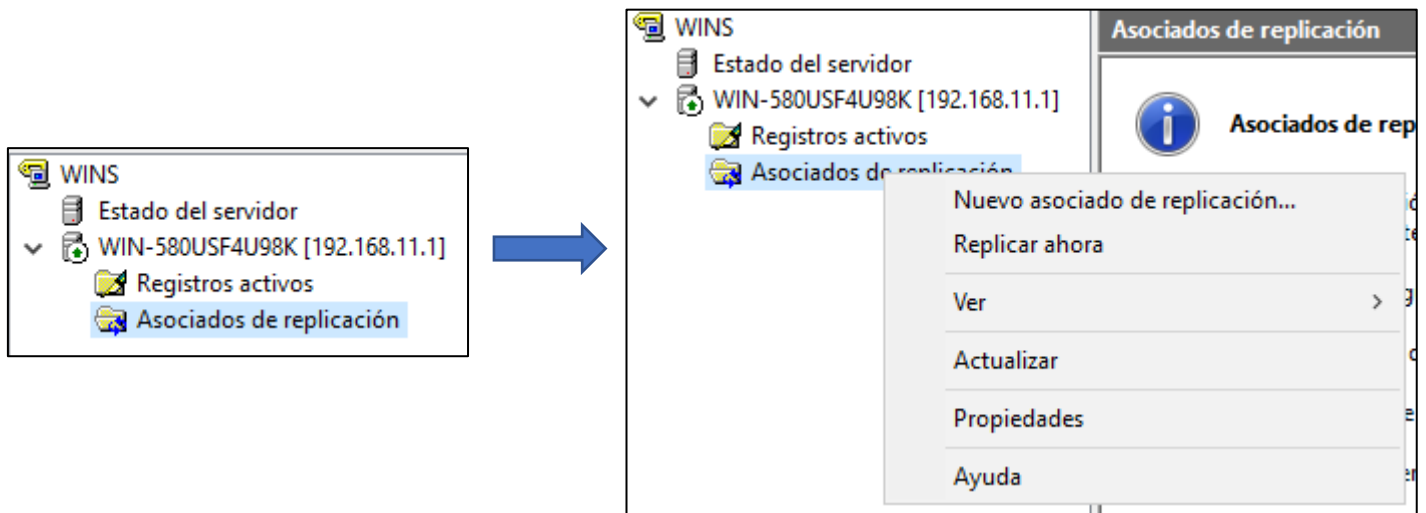 WINS
Estado del servidor
WIN-580USF4U98K [192.168.11.1]
Registros activos
Asociados de replicación
WINS
Estado del servidor
WIN-580USF4U98K [192.168.11.1]
Registros activos
Asociados de replicación
Nuevo asociado de replicación...
Replicar ahora
Ver
Actualizar
Propiedades
Ayuda
Asociados de replicación
Asociados de rep